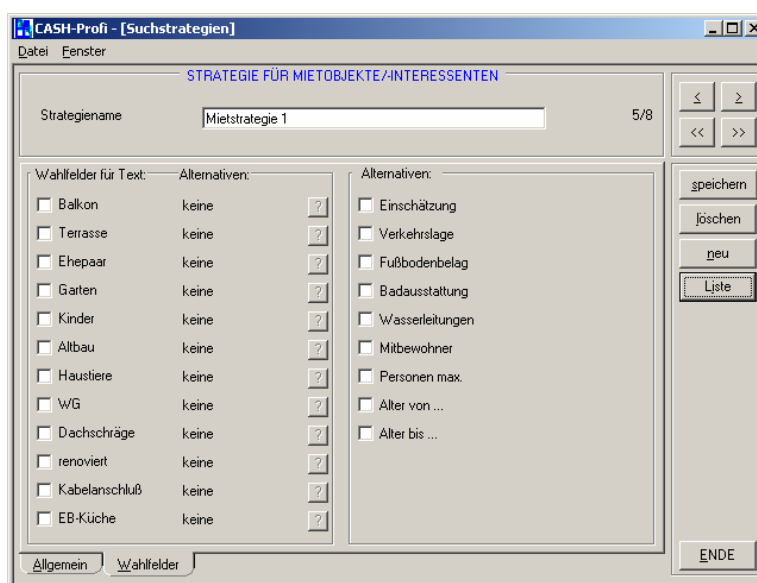 CASH-Profi - [Suchstrategien]
Datei Fenster
STRATEGIE FÜR MIETOBJEKTE/-INTERESSENTEN
Strategiename Mietstrategie 1 5/8
< >
<< >>
Wahlfelder für Text: Alternativen: Alternativen:
Balkon keine ? Einschätzung
Terrasse keine ? Verkehrslage
Ehepaar keine ? Fußbodenbelag
Garten keine ? Badausstattung
Kinder keine ? Wasserleitungen
Altbau keine ? Mitbewohner
Haustiere keine ? Personen max.
WG keine ? Alter von ...
Dachschräge keine ? Alter bis ...
renoviert keine ?
Kabelanschluß keine ?
EB-Küche keine ?
speichern
löschen
neu
Liste
ENDE
Allgemein Wahlfelder